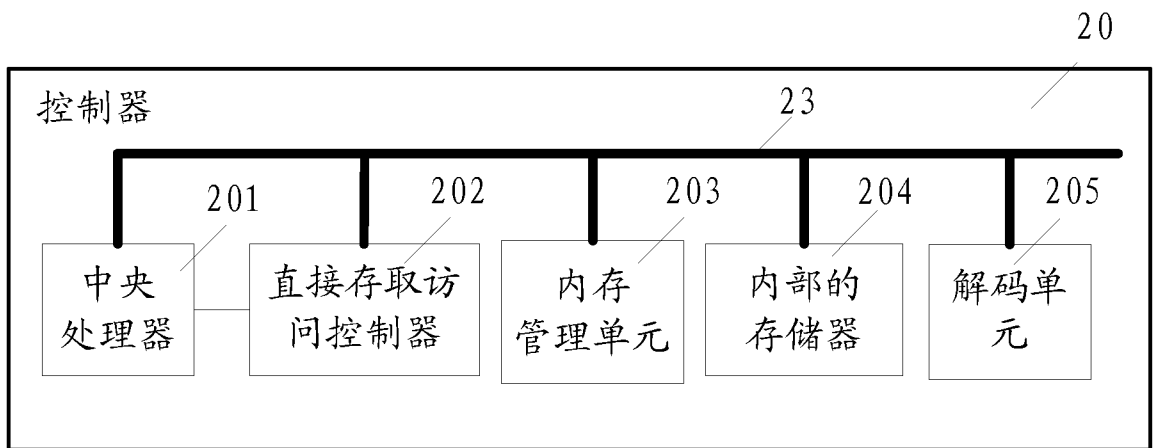 20
控制器
23
201
202
203
204
205
中央
处理器
直接存取访
问控制器
内存
管理单元
内部的
存储器
解码单
元